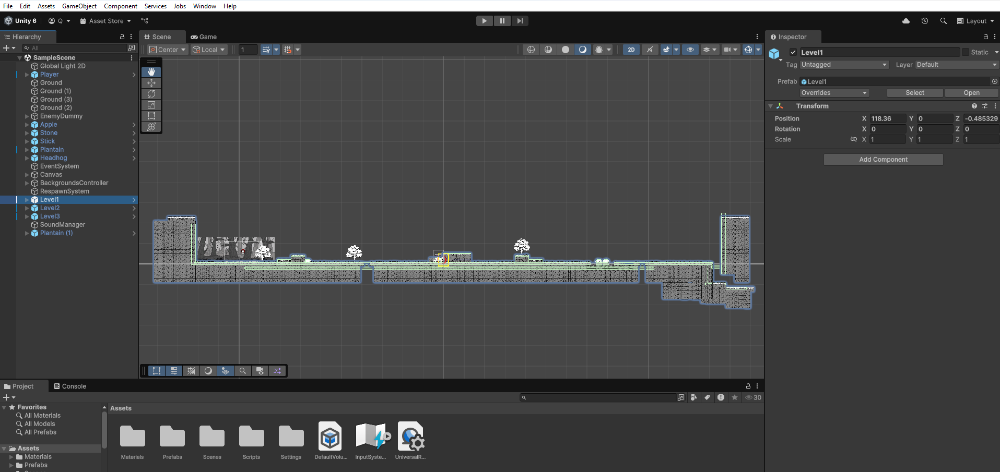 File Edit Assets GameObject Component Services Jobs Window Help
Unity 6 Q Asset Store Layout
Hierarchy
All
SampleScene
Global Light 2D
Player
Ground
Ground (1)
Ground (3)
Ground (2)
EnemyDummy
Apple
Stone
Stick
Plantain
Headhog
EventSystem
Canvas
BackgroundsController
RespawnSystem
Level1
Level2
Level3
SoundManager
Plantain (1)
Scene Game
Center Local 1 2D
Inspector
Level1 Static
Tag Untagged Layer Default
Prefab Level1
Overrides Select Open
Transform
Position X 118.36 Y 0 Z -0.485329
Rotation X 0 Y 0 Z 0
Scale X 1 Y 1 Z 1
Add Component
Project Console
30
Favorites
All Materials
All Models
All Prefabs
Assets
Materials
Prefabs
Assets
Materials Prefabs Scenes Scripts Settings DefaultVolu... InputSyste... UniversalR...